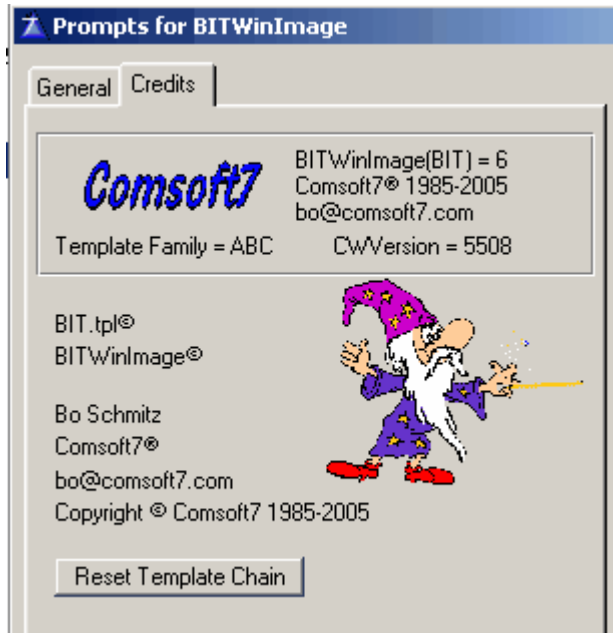 Prompts for BITWinImage
General
Credits
Comsoft7
BITWinImage(BIT) = 6
Comsoft7® 1985-2005
bo@comsoft7.com
Template Family = ABC
CWVersion = 5508
BIT.tpl©
BITWinImage©
Bo Schmitz
Comsoft7®
bo@comsoft7.com
Copyright © Comsoft7 1985-2005
Reset Template Chain